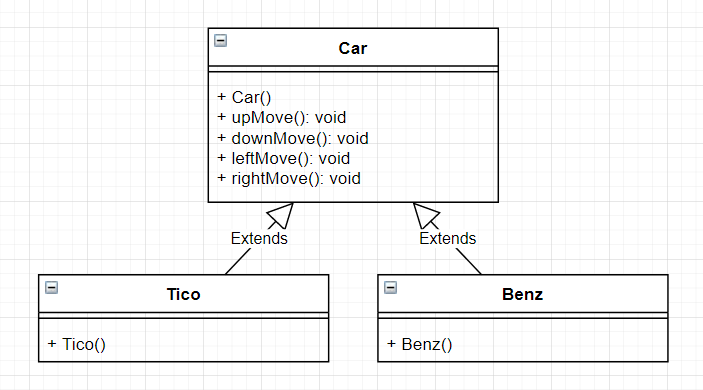 Car
+ Car()
+ upMove(): void
+ downMove(): void
+ leftMove(): void
+ rightMove(): void
Extends
Extends
Tico
+ Tico()
Benz
+ Benz()